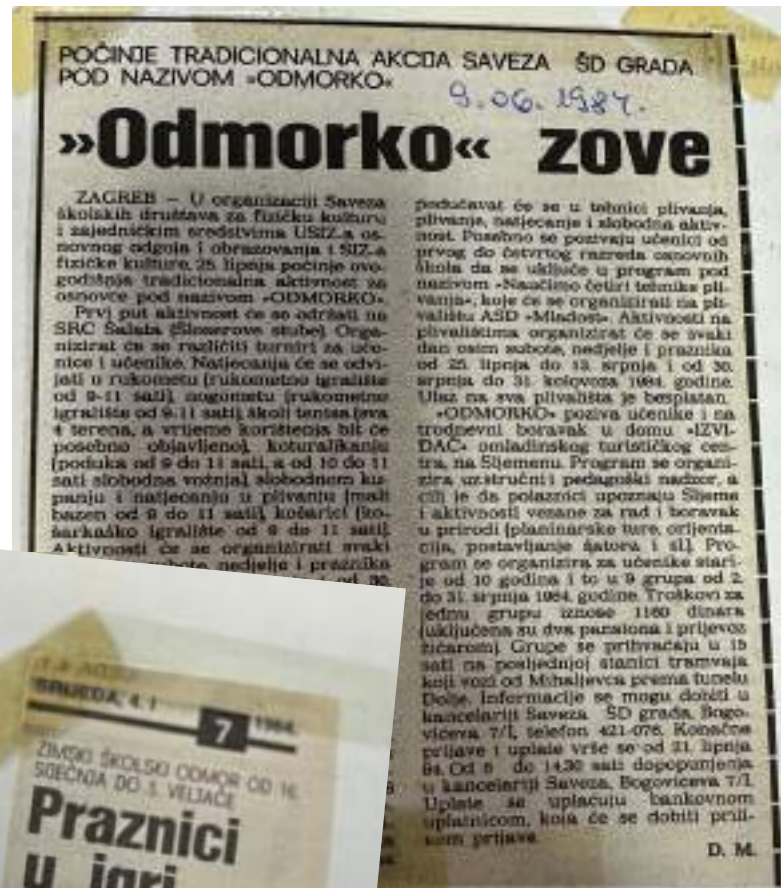 POČINJE TRADICIONALNA AKCIJA SAVEZA ŠD GRADA
POD NAZIVOM »ODMORKO«
9.06.1984.
»Odmorko« zove
ZAGREB — U organizaciji Saveza
školskih društava za fizičku kulturu
i zajedničkim sredstvima USIZ-a os-
novnog odgoja i obrazovanja i SIZ-a
fizičke kulture, 25. lipnja počinje ovo-
godišnja tradicionalna aktivnost za
osnovce pod nazivom »ODMORKO«.
Prvi put aktivnost će se održati na
SRC Šalata (Šloserove stube). Organ-
nizirat će se različiti turniri za uče-
nice i učenike. Natjecanja će se odvi-
jati u rukometu (rukometno igralište
od 9-11 sati), nogometu (rukometno
igralište od 9-11 sati), školi tenisa (sva
4 terena, a vrijeme korištenja bit će
posebno objavljeno), koturaljkanju
(poduka od 9 do 11 sati, a od 10 do 11
sati slobodna vožnja), slobodnom ku-
panju i natjecanju u plivanju (mali
bazen od 9 do 11 sati), košarici (ko-
šarkaško igralište od 9 do 11 sati).
Aktivnosti će se organizirati svaki
subote, nedjelje i praznika
od 30.
podučavat će se u tehnici plivanja,
plivanje, natjecanje i slobodna aktiv-
nost. Posebno se pozivaju učenici od
prvog do četvrtog razreda osnovnih
škola da se uključe u program pod
nazivom »Naučimo četiri tehnike pli-
vanja«, koje će se organizirati na pli-
valištu AŠD »Mladost«. Aktivnosti na
plivalištima organizirat će se svaki
dan osim subote, nedjelje i praznika
od 25. lipnja do 13. srpnja i od 30.
srpnja do 31. kolovoza 1984. godine.
Ulaz na sva plivališta je besplatan.
»ODMORKO« poziva učenike i na
trodnevni boravak u domu »IZVI-
ĐAČ« omladinskog turističkog cen-
tra, na Sljemenu. Program se organi-
zira uz stručni i pedagoški nadzor, a
cilj je da polaznici upoznaju Sljeme
i aktivnosti vezane za rad i boravak
u prirodi (planinarske ture, orijenta-
cija, postavljanje šatora i sl.). Pro-
gram se organizira za učenike stari-
je od 10 godina i to u 9 grupa od 2.
do 31. srpnja 1984. godine. Troškovi za
jednu grupu iznose 1160 dinara
(uključena su dva pansiona i prijevoz
žičarom). Grupe se prihvaćaju u 15
sati na posljednjoj stanici tramvaja
koji vozi od Mihaljevca prema tunelu
Dolje. Informacije se mogu dobiti u
kancelariji Saveza ŠD grada, Bogo-
vićeva 7/I, telefon 421-076. Konačne
prijave i uplate vrše se od 21. lipnja
84. Od 8 do 14.30 sati dopopunjenja
u kancelariji Saveza, Bogovićeva 7/I.
Uplate se uplaćuju bankovnom
uplatnicom, koja će se dobiti prili-
kom prijave.
D. M.
SRIJEDA, 4. I
7
1984.
ZIMSKI ŠKOLSKI ODMOR OD 16.
SIJEČNJA DO 3. VELJAČE
Praznici
u igri